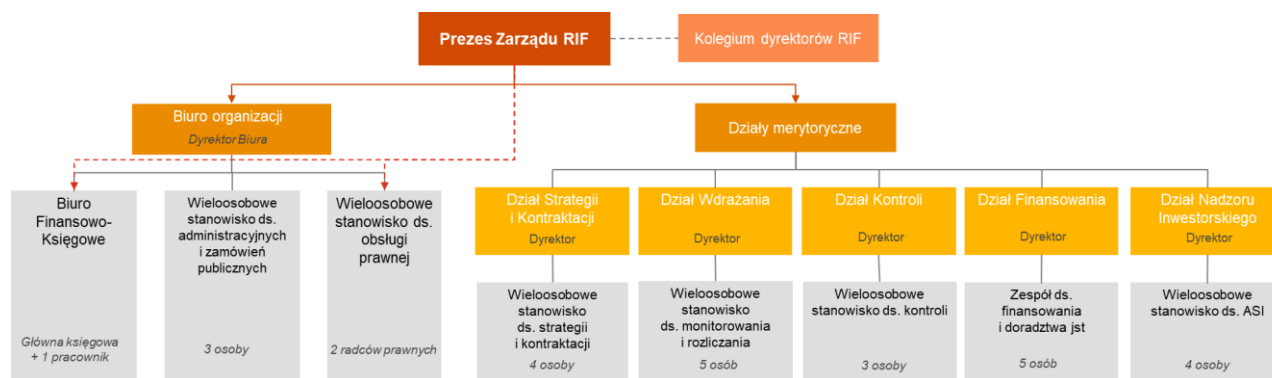 Prezes Zarządu RIF
Kolegium dyrektorów RIF
Biuro organizacji
Dyrektor Biura
Działy merytoryczne
Biuro
Finansowo-
Księgowe
Główna księgowa
+ 1 pracownik
Wieloosobowe
stanowisko ds.
administracyjnych
i zamówień
publicznych
3 osoby
Wieloosobowe
stanowisko ds.
obsługi
prawnej
2 radców prawnych
Dział Strategii
i Kontraktacji
Dyrektor
Wieloosobowe
stanowisko
ds. strategii
i kontraktacji
4 osoby
Dział Wdrażania
Dyrektor
Wieloosobowe
stanowisko
ds. monitorowania
i rozliczania
5 osób
Dział Kontroli
Dyrektor
Wieloosobowe
stanowisko ds. kontroli
3 osoby
Dział Finansowania
Dyrektor
Zespół ds.
finansowania
i doradztwa jst
5 osób
Dział Nadzoru
Inwestorskiego
Dyrektor
Wieloosobowe
stanowisko ds. ASI
4 osoby